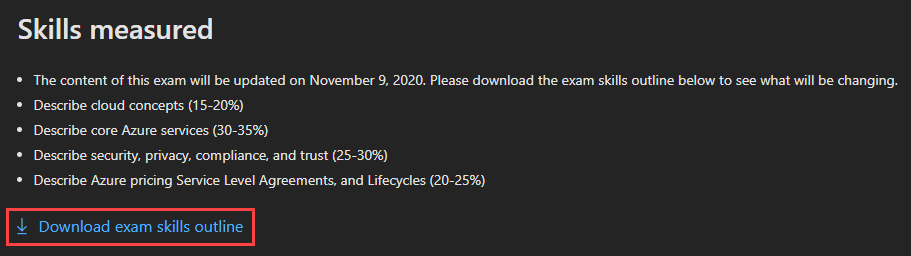 Skills measured
The content of this exam will be updated on November 9, 2020. Please download the exam skills outline below to see what will be changing.
Describe cloud concepts (15-20%)
Describe core Azure services (30-35%)
Describe security, privacy, compliance, and trust (25-30%)
Describe Azure pricing Service Level Agreements, and Lifecycles (20-25%)
Download exam skills outline